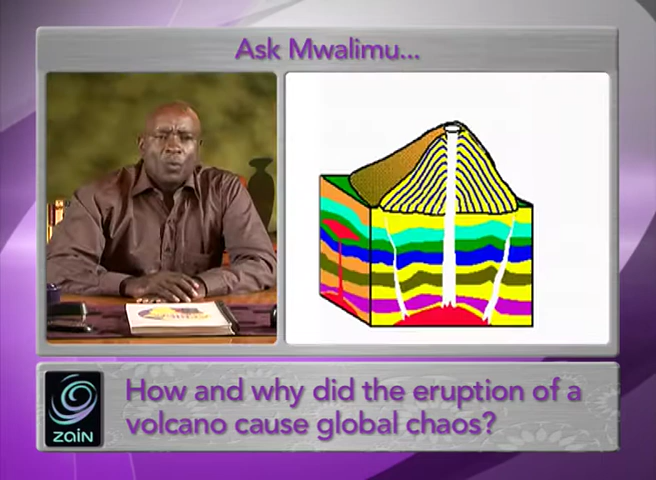 Ask Mwalimu...
How and why did the eruption of a
volcano cause global chaos?
zain